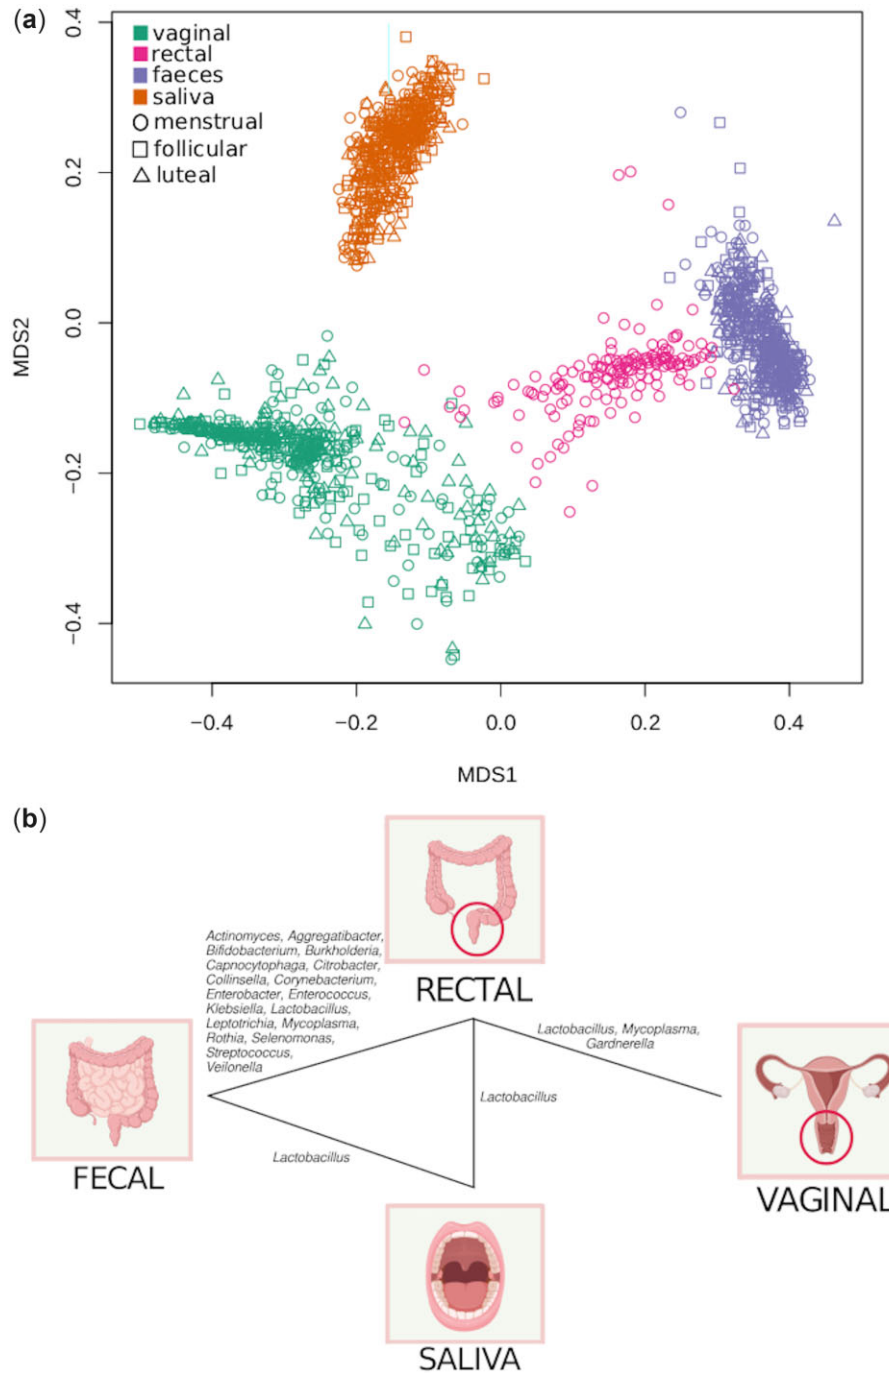 (a)
vaginal
rectal
faeces
saliva
menstrual
follicular
luteal
0.4
0.2
0.0
−0.2
−0.4
MDS2
−0.4
−0.2
0.0
0.2
0.4
MDS1
(b)
RECTAL
Actinomyces, Aggregatibacter,
Bifidobacterium, Burkholderia,
Capnocytophaga, Citrobacter,
Collinsella, Corynebacterium,
Enterobacter, Enterococcus,
Klebsiella, Lactobacillus,
Leptotrichia, Mycoplasma,
Rothia, Selenomonas,
Streptococcus,
Veilonella
Lactobacillus, Mycoplasma,
Gardnerella
Lactobacillus
Lactobacillus
FECAL
VAGINAL
SALIVA